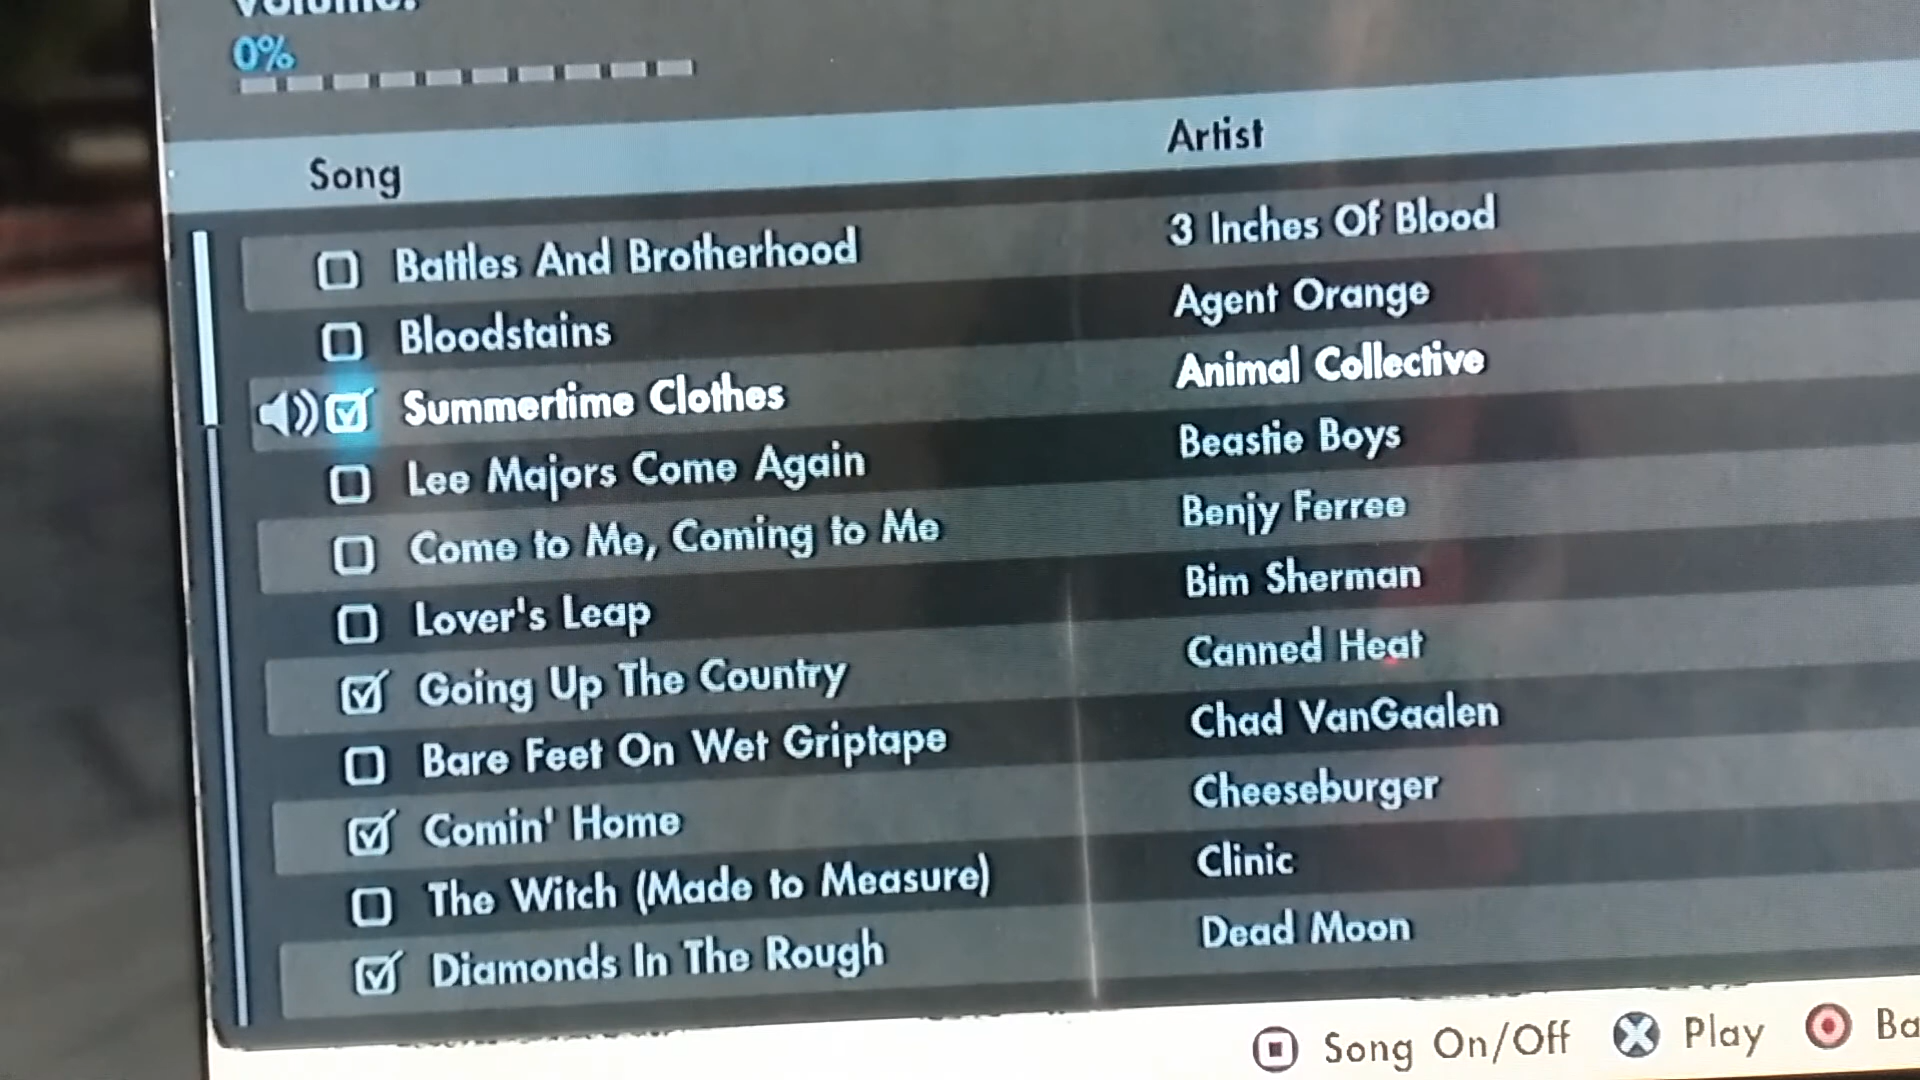 Volume:
0%
Song Artist
Battles And Brotherhood 3 Inches Of Blood
Bloodstains Agent Orange
Summertime Clothes Animal Collective
Lee Majors Come Again Beastie Boys
Come to Me, Coming to Me Benjy Ferree
Lover's Leap Bim Sherman
Going Up The Country Canned Heat
Bare Feet On Wet Griptape Chad VanGaalen
Comin' Home Cheeseburger
The Witch (Made to Measure) Clinic
Diamonds In The Rough Dead Moon
Song On/Off Play Ba